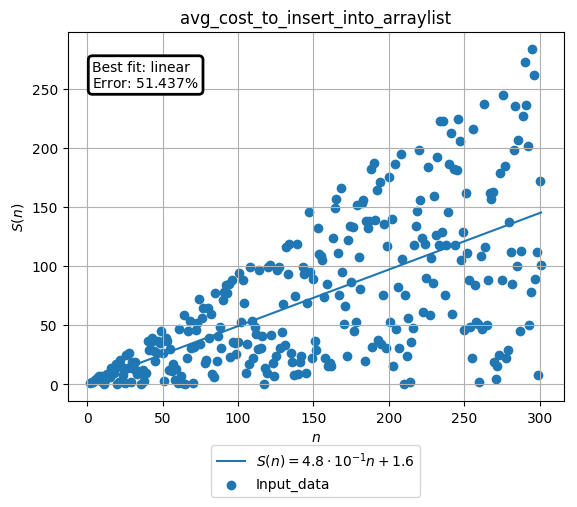 avg_cost_to_insert_into_arraylist
Best fit: linear
Error: 51.437%
S(n)
250
200
150
100
50
0
0 50 100 150 200 250 300
n
S(n) = 4.8 · 10⁻¹n + 1.6
Input_data